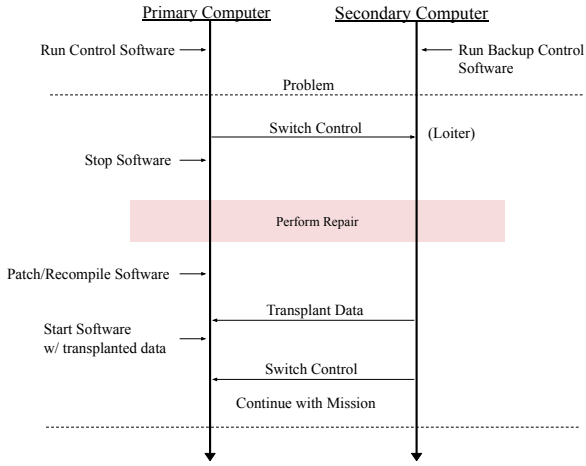 Primary Computer
Secondary Computer
Run Control Software
Run Backup Control
Software
Problem
Switch Control
(Loiter)
Stop Software
Perform Repair
Patch/Recompile Software
Transplant Data
Start Software
w/ transplanted data
Switch Control
Continue with Mission